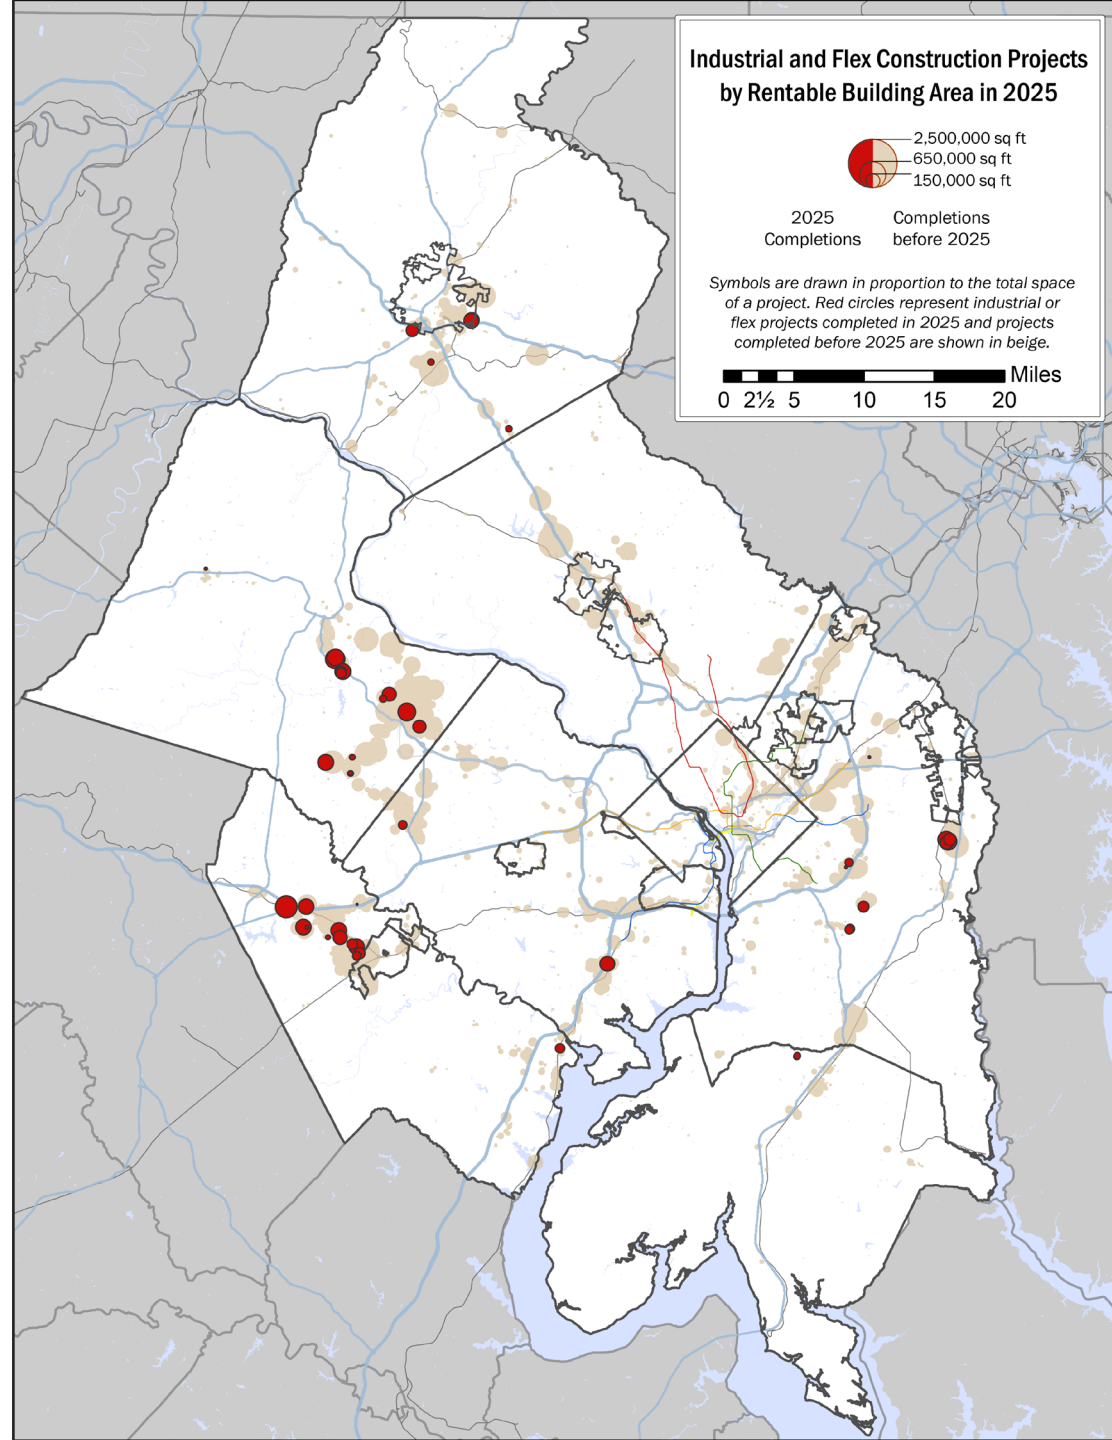 Industrial and Flex Construction Projects
by Rentable Building Area in 2025
2,500,000 sq ft
650,000 sq ft
150,000 sq ft
2025
Completions
Completions
before 2025
Symbols are drawn in proportion to the total space
of a project. Red circles represent industrial or
flex projects completed in 2025 and projects
completed before 2025 are shown in beige.
Miles
0 2½ 5 10 15 20